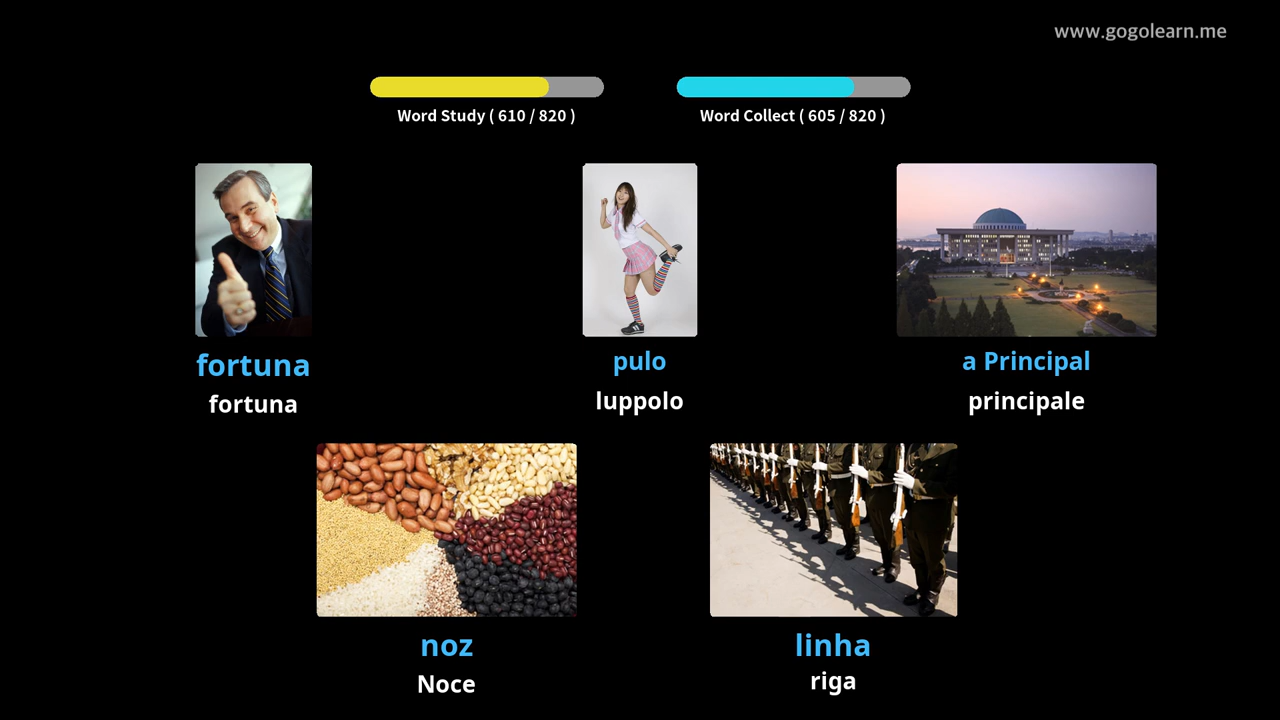 www.gogolearn.me
Word Study ( 610 / 820 )
Word Collect ( 605 / 820 )
fortuna
fortuna
pulo
luppolo
a Principal
principale
noz
Noce
linha
riga